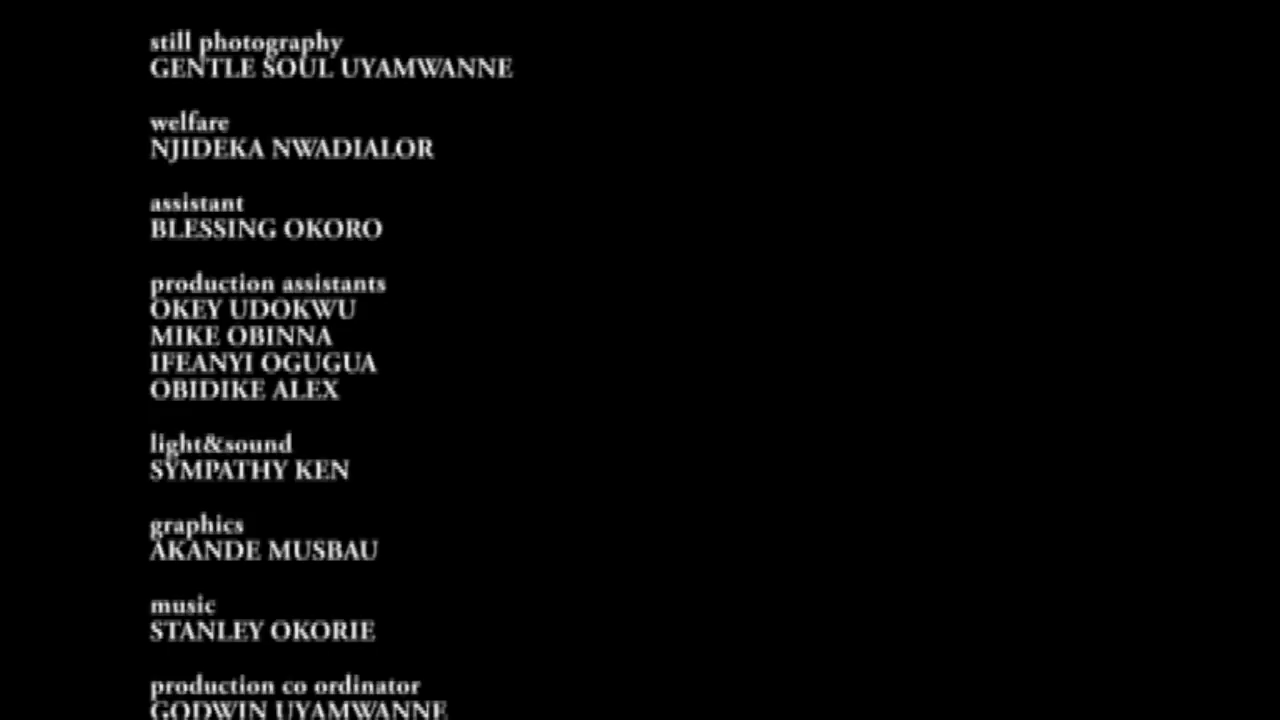 still photography
GENTLE SOUL UYAMWANNE
welfare
NJIDEKA NWADIALOR
assistant
BLESSING OKORO
production assistants
OKEY UDOKWU
MIKE OBINNA
IFEANYI OGUGUA
OBIDIKE ALEX
light&sound
SYMPATHY KEN
graphics
AKANDE MUSBAU
music
STANLEY OKORIE
production co ordinator
GODWIN UYAMWANNE